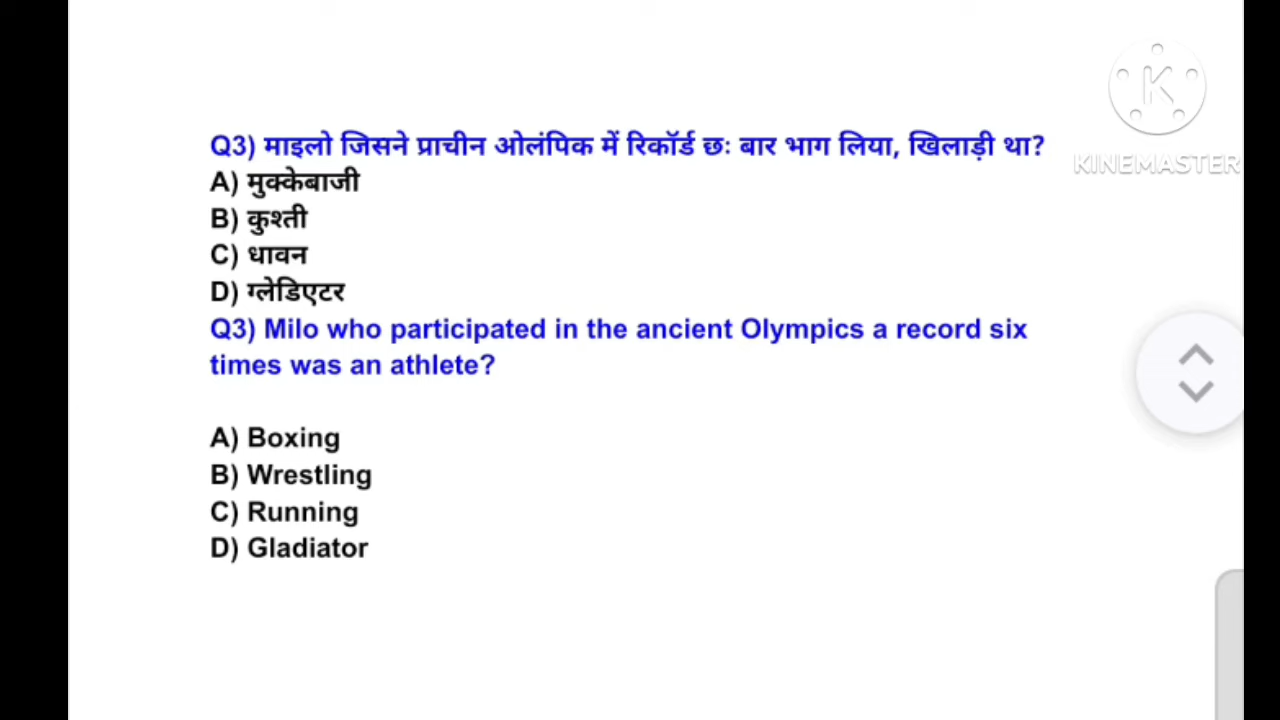 Q3) माइलो जिसने प्राचीन ओलंपिक में रिकॉर्ड छः बार भाग लिया, खिलाड़ी था?
A) मुक्केबाजी
B) कुश्ती
C) धावन
D) ग्लेडिएटर
Q3) Milo who participated in the ancient Olympics a record six
times was an athlete?
A) Boxing
B) Wrestling
C) Running
D) Gladiator
K
KINEMASTER